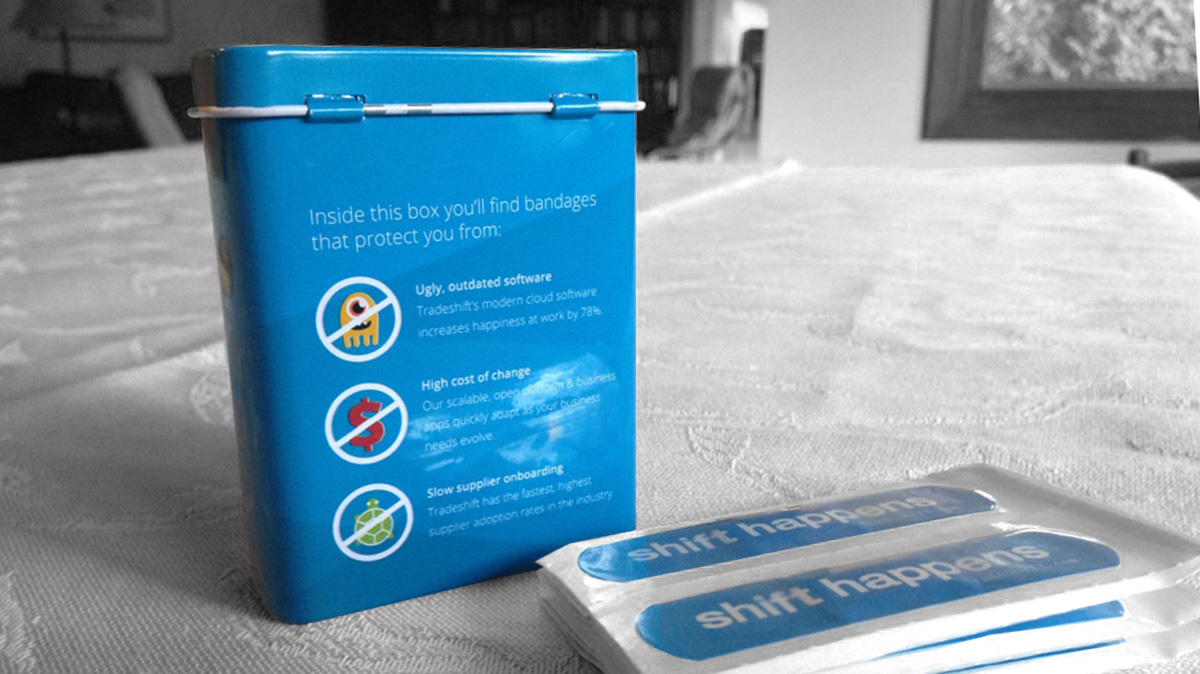 Inside this box you'll find bandages
that protect you from:
Ugly, outdated software
Tradeshift's modern cloud software
increases happiness at work by 78%.
High cost of change
Our scalable, open platform & business
apps quickly adapt as your business
needs evolve.
Slow supplier onboarding
Tradeshift has the fastest, highest
supplier adoption rates in the industry.
shift happens
shift happens